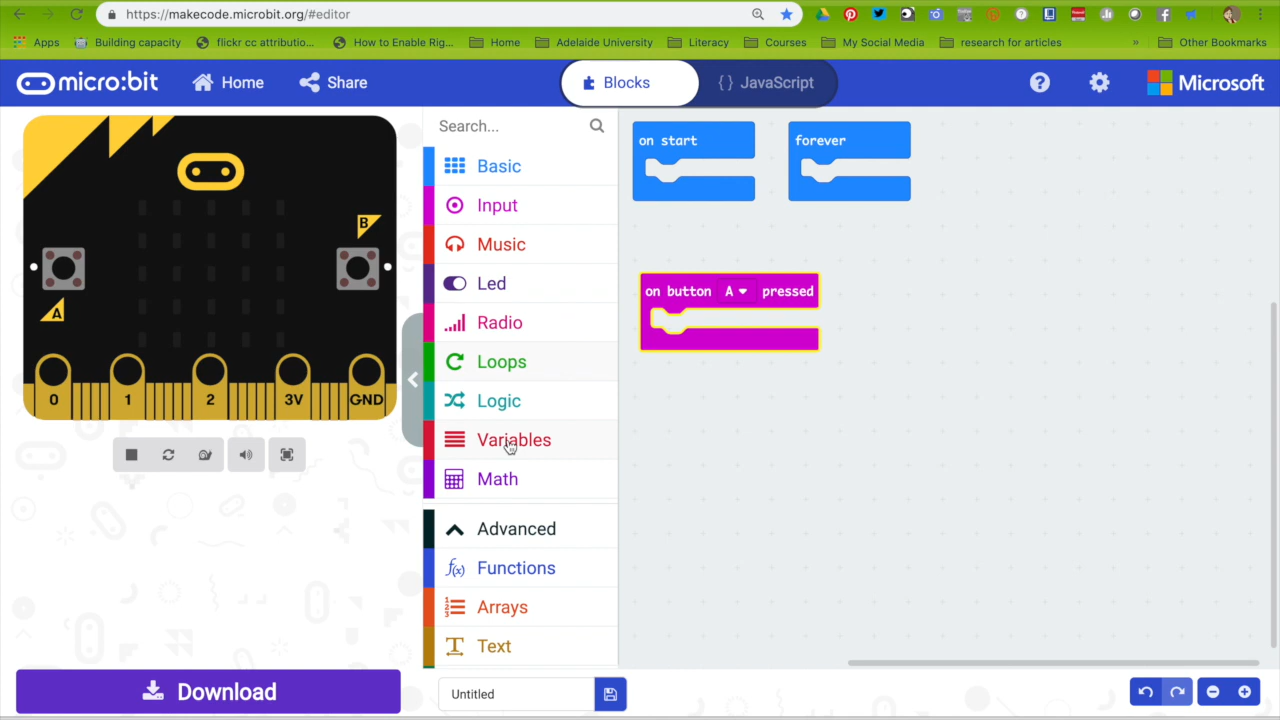 https://makecode.microbit.org/#editor
Apps
Building capacity
flickr cc attributio...
How to Enable Rig...
Home
Adelaide University
Literacy
Courses
My Social Media
research for articles
»
Other Bookmarks
micro:bit
Home
Share
Blocks
{ } JavaScript
?
Microsoft
Search...
Basic
Input
Music
Led
Radio
Loops
Logic
Variables
Math
Advanced
f(x) Functions
Arrays
Text
on start
forever
on button A pressed
B
A
0 1 2 3V GND
Download
Untitled